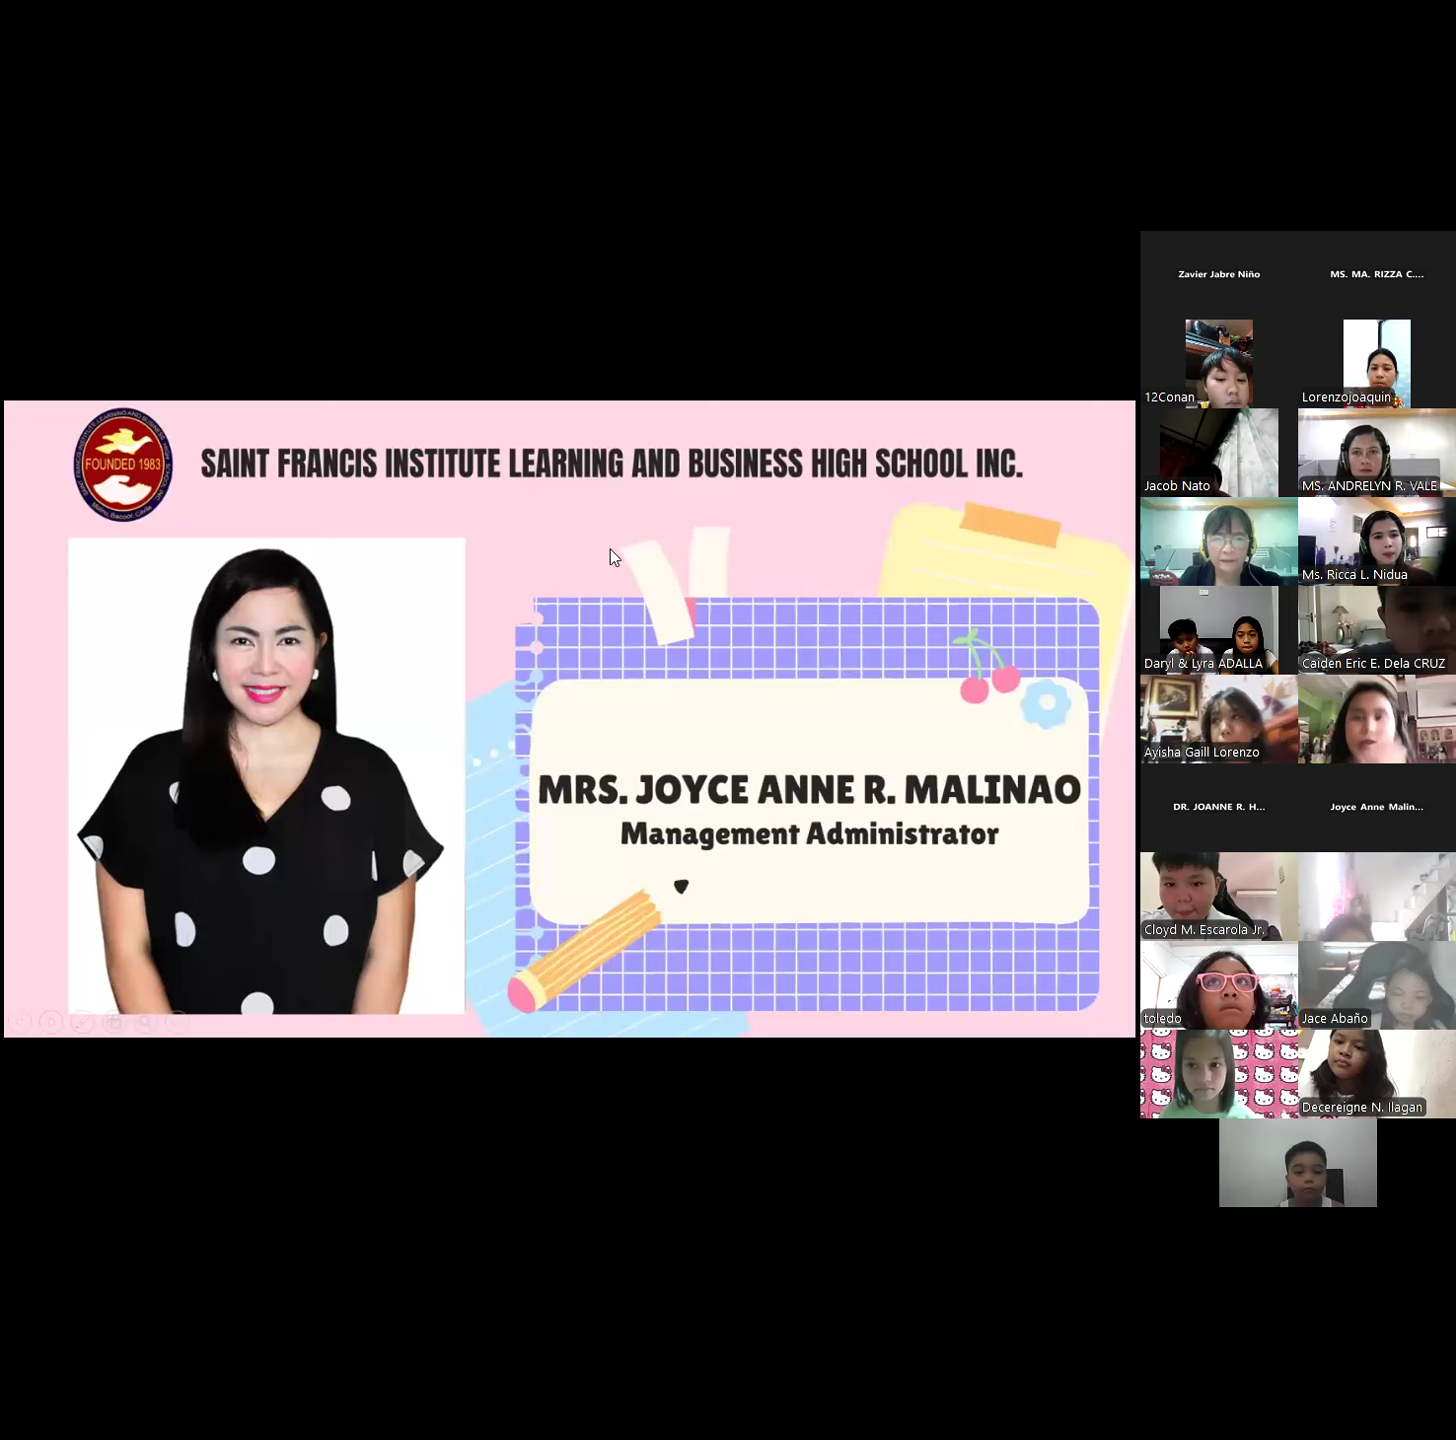 FOUNDED 1983
SAINT FRANCIS INSTITUTE LEARNING AND BUSINESS HIGH SCHOOL INC.
MRS. JOYCE ANNE R. MALINAO
Management Administrator
Zavier Jabre Niño
MS. MA. RIZZA C....
12Conan
Lorenzojoaquin
Jacob Nato
MS. ANDRELYN R. VALE
Ms. Ricca L. Nidua
Daryl & Lyra ADALLA
Caiden Eric E. Dela CRUZ
Ayisha Gaill Lorenzo
DR. JOANNE R. H...
Joyce Anne Malin...
Cloyd M. Escarola Jr.
toledo
Jace Abaño
Decereigne N. Ilagan